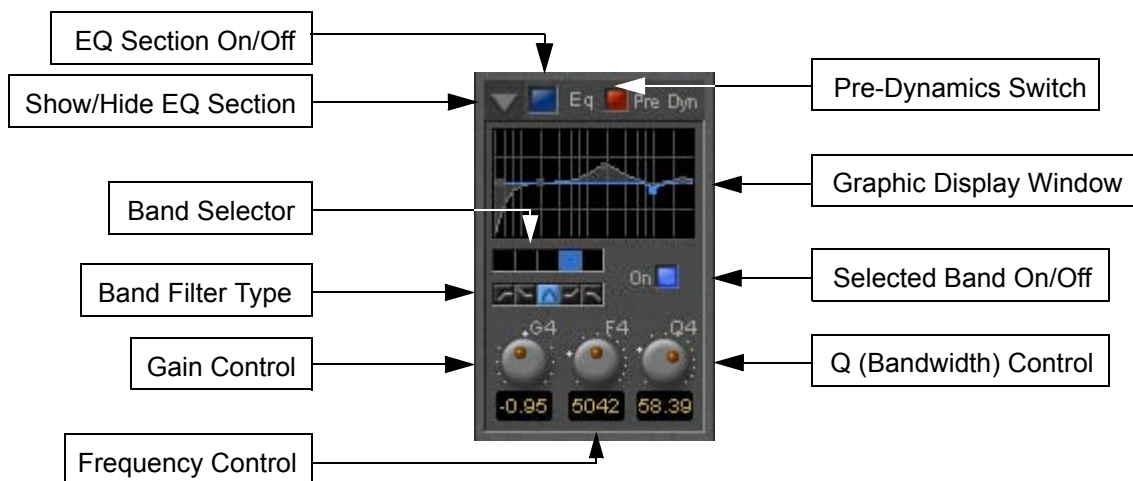 EQ Section On/Off
Show/Hide EQ Section
Pre-Dynamics Switch
Eq Pre Dyn
Graphic Display Window
Band Selector
On
Selected Band On/Off
Band Filter Type
G4 F4 Q4
Gain Control
Q (Bandwidth) Control
-0.95 5042 58.39
Frequency Control